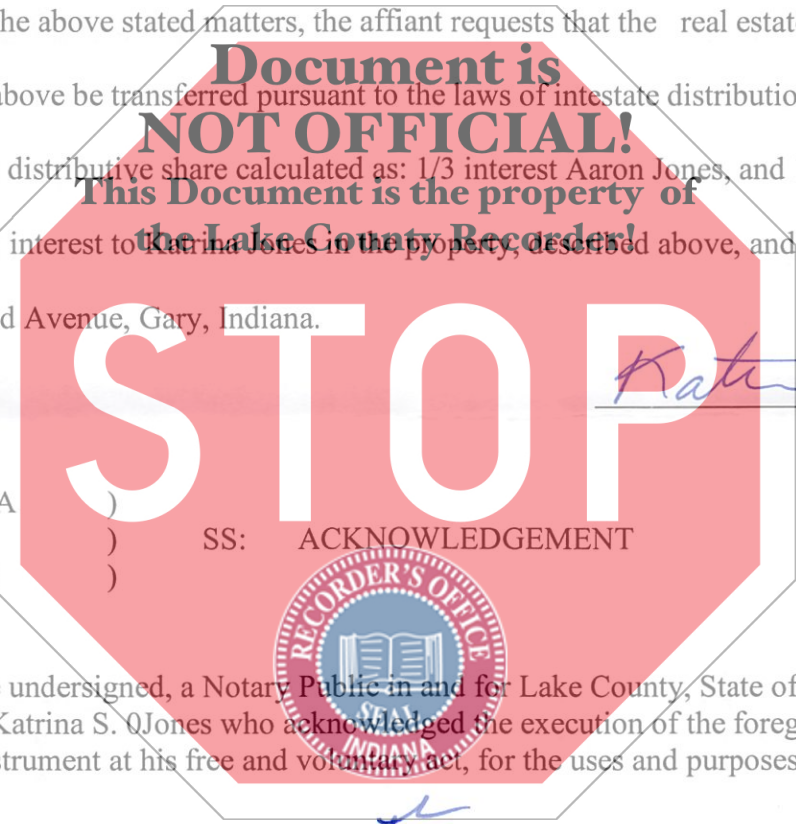 he above stated matters, the affiant requests that the real estat
Document is
above be transferred pursuant to the laws of intestate distributio
NOT OFFICIAL!
distributive share calculated as: 1/3 interest Aaron Jones, and
This Document is the property of
the Lake County Recorder!
interest to Katrina Jones in the property, described above, and
d Avenue, Gary, Indiana.
STOP
Katr
A )
) SS: ACKNOWLEDGEMENT
)
RECORDER'S OFFICE
SEAL
INDIANA
undersigned, a Notary Public in and for Lake County, State of
Katrina S. 0Jones who acknowledged the execution of the foreg
strument at his free and voluntary act, for the uses and purposes